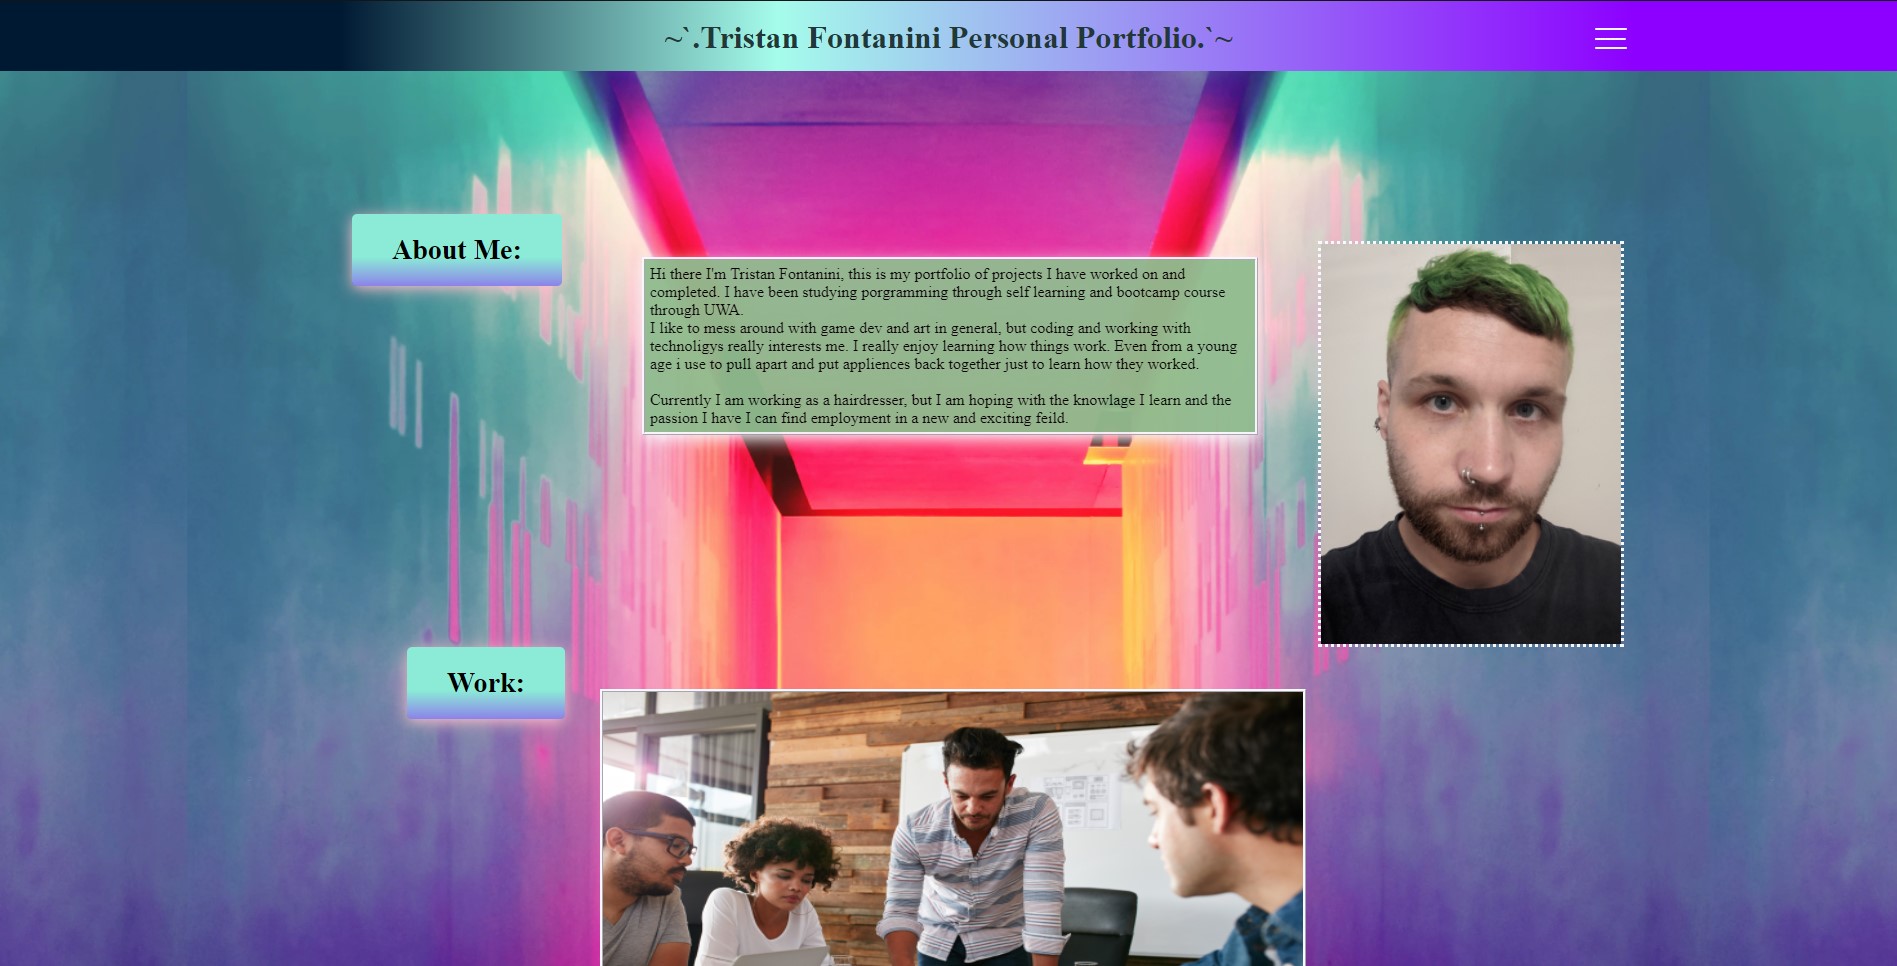 ~`.Tristan Fontanini Personal Portfolio.`~
About Me:
Hi there I'm Tristan Fontanini, this is my portfolio of projects I have worked on and
completed. I have been studying porgramming through self learning and bootcamp course
through UWA.
I like to mess around with game dev and art in general, but coding and working with
technoligys really interests me. I really enjoy learning how things work. Even from a young
age i use to pull apart and put appliences back together just to learn how they worked.
Currently I am working as a hairdresser, but I am hoping with the knowlage I learn and the
passion I have I can find employment in a new and exciting feild.
Work: